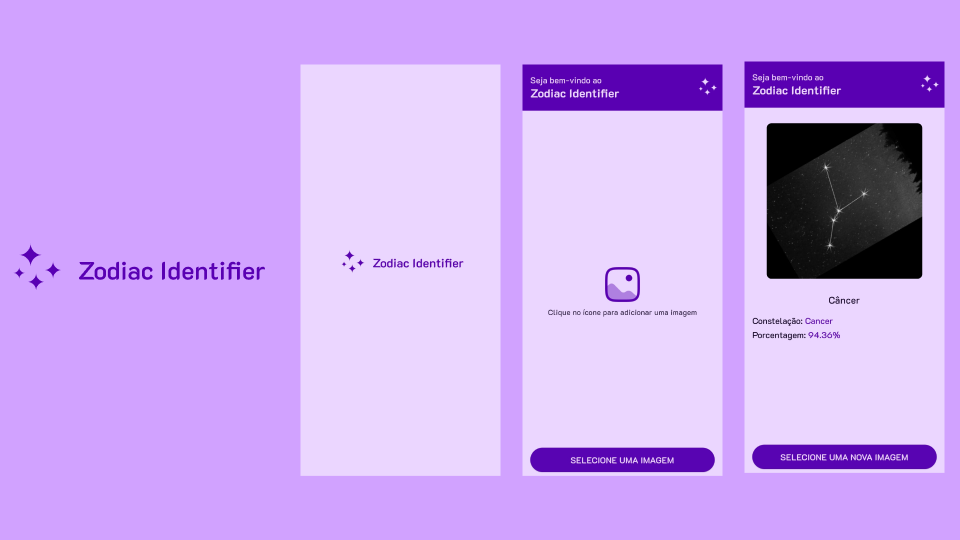 Zodiac Identifier
Zodiac Identifier
Seja bem-vindo ao
Zodiac Identifier
Clique no ícone para adicionar uma imagem
SELECIONE UMA IMAGEM
Seja bem-vindo ao
Zodiac Identifier
Câncer
Constelação: Cancer
Porcentagem: 94.36%
SELECIONE UMA NOVA IMAGEM